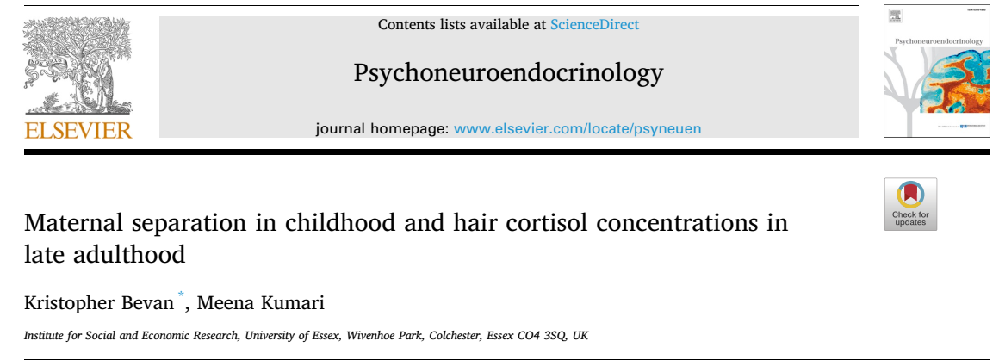 Contents lists available at ScienceDirect
Psychoneuroendocrinology
journal homepage: www.elsevier.com/locate/psyneuen
ELSEVIER
Psychoneuroendocrinology
Check for
updates
Maternal separation in childhood and hair cortisol concentrations in
late adulthood
Kristopher Bevan *, Meena Kumari
Institute for Social and Economic Research, University of Essex, Wivenhoe Park, Colchester, Essex CO4 3SQ, UK